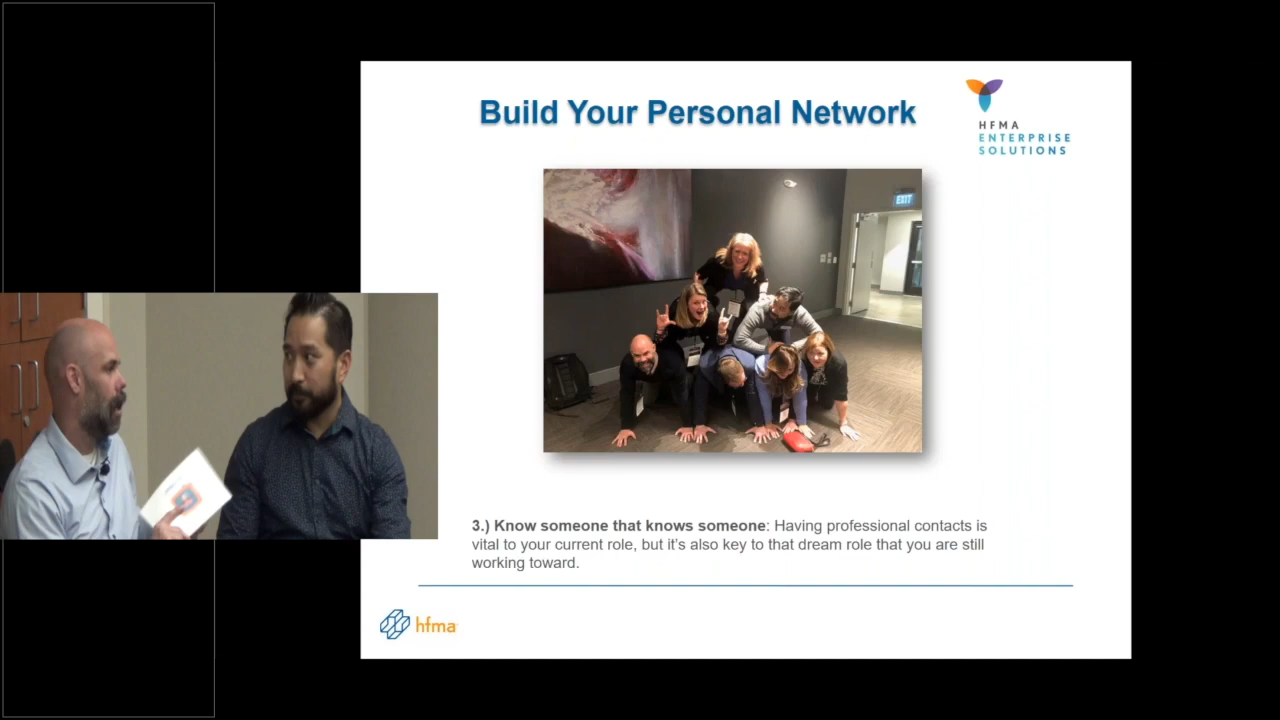 Build Your Personal Network
HFMA
ENTERPRISE
SOLUTIONS
EXIT
3.) Know someone that knows someone: Having professional contacts is
vital to your current role, but it's also key to that dream role that you are still
working toward.
hfma